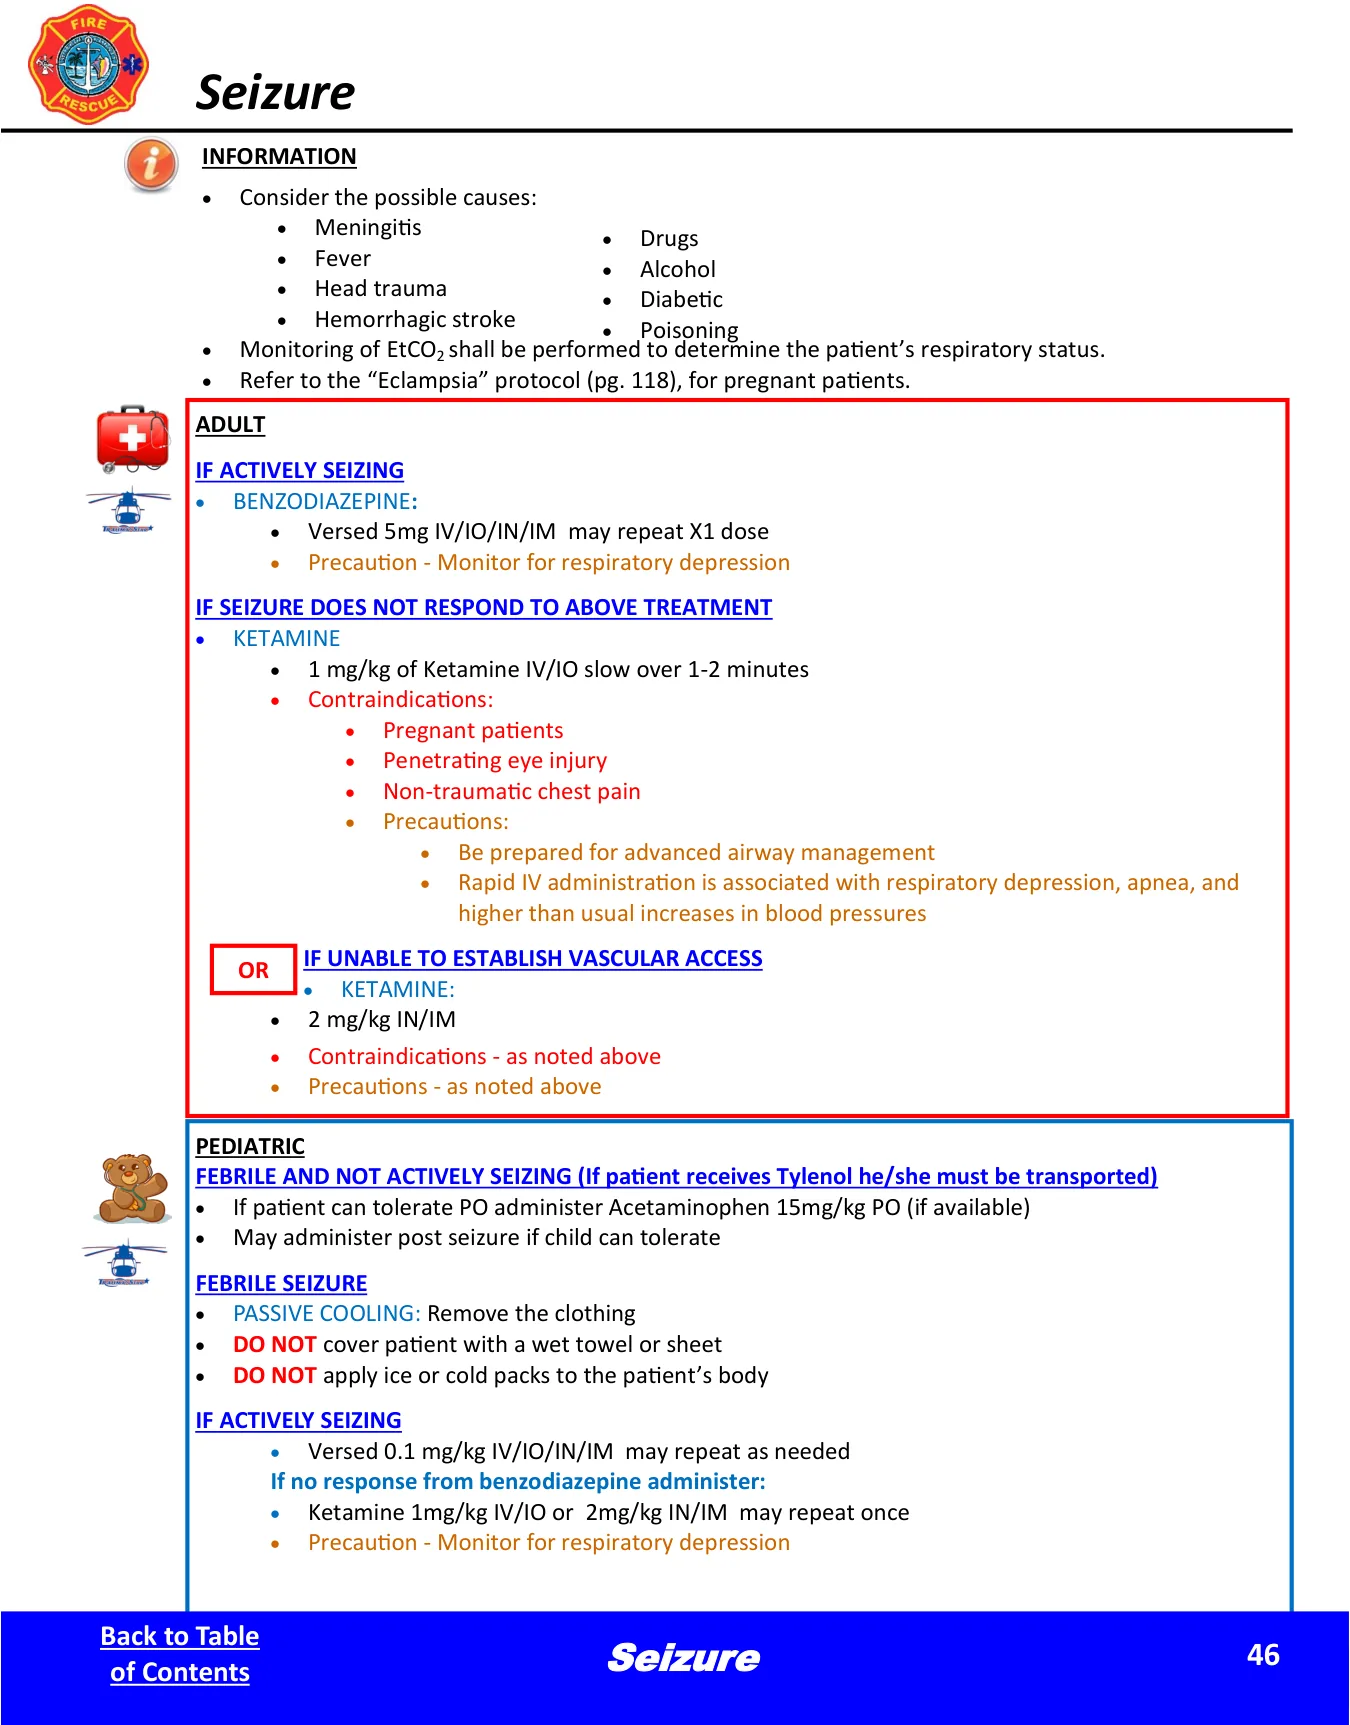 FIRE
RESCUE
Seizure
INFORMATION
• Consider the possible causes:
• Meningitis
• Fever
• Head trauma
• Hemorrhagic stroke
• Drugs
• Alcohol
• Diabetic
• Poisoning
• Monitoring of EtCO2 shall be performed to determine the patient’s respiratory status.
• Refer to the “Eclampsia” protocol (pg. 118), for pregnant patients.
ADULT
IF ACTIVELY SEIZING
• BENZODIAZEPINE:
• Versed 5mg IV/IO/IN/IM may repeat X1 dose
• Precaution - Monitor for respiratory depression
IF SEIZURE DOES NOT RESPOND TO ABOVE TREATMENT
• KETAMINE
• 1 mg/kg of Ketamine IV/IO slow over 1-2 minutes
• Contraindications:
• Pregnant patients
• Penetrating eye injury
• Non-traumatic chest pain
• Precautions:
• Be prepared for advanced airway management
• Rapid IV administration is associated with respiratory depression, apnea, and
higher than usual increases in blood pressures
OR
IF UNABLE TO ESTABLISH VASCULAR ACCESS
• KETAMINE:
• 2 mg/kg IN/IM
• Contraindications - as noted above
• Precautions - as noted above
PEDIATRIC
FEBRILE AND NOT ACTIVELY SEIZING (If patient receives Tylenol he/she must be transported)
• If patient can tolerate PO administer Acetaminophen 15mg/kg PO (if available)
• May administer post seizure if child can tolerate
FEBRILE SEIZURE
• PASSIVE COOLING: Remove the clothing
• DO NOT cover patient with a wet towel or sheet
• DO NOT apply ice or cold packs to the patient’s body
IF ACTIVELY SEIZING
• Versed 0.1 mg/kg IV/IO/IN/IM may repeat as needed
If no response from benzodiazepine administer:
• Ketamine 1mg/kg IV/IO or 2mg/kg IN/IM may repeat once
• Precaution - Monitor for respiratory depression
Back to Table
of Contents
Seizure
46